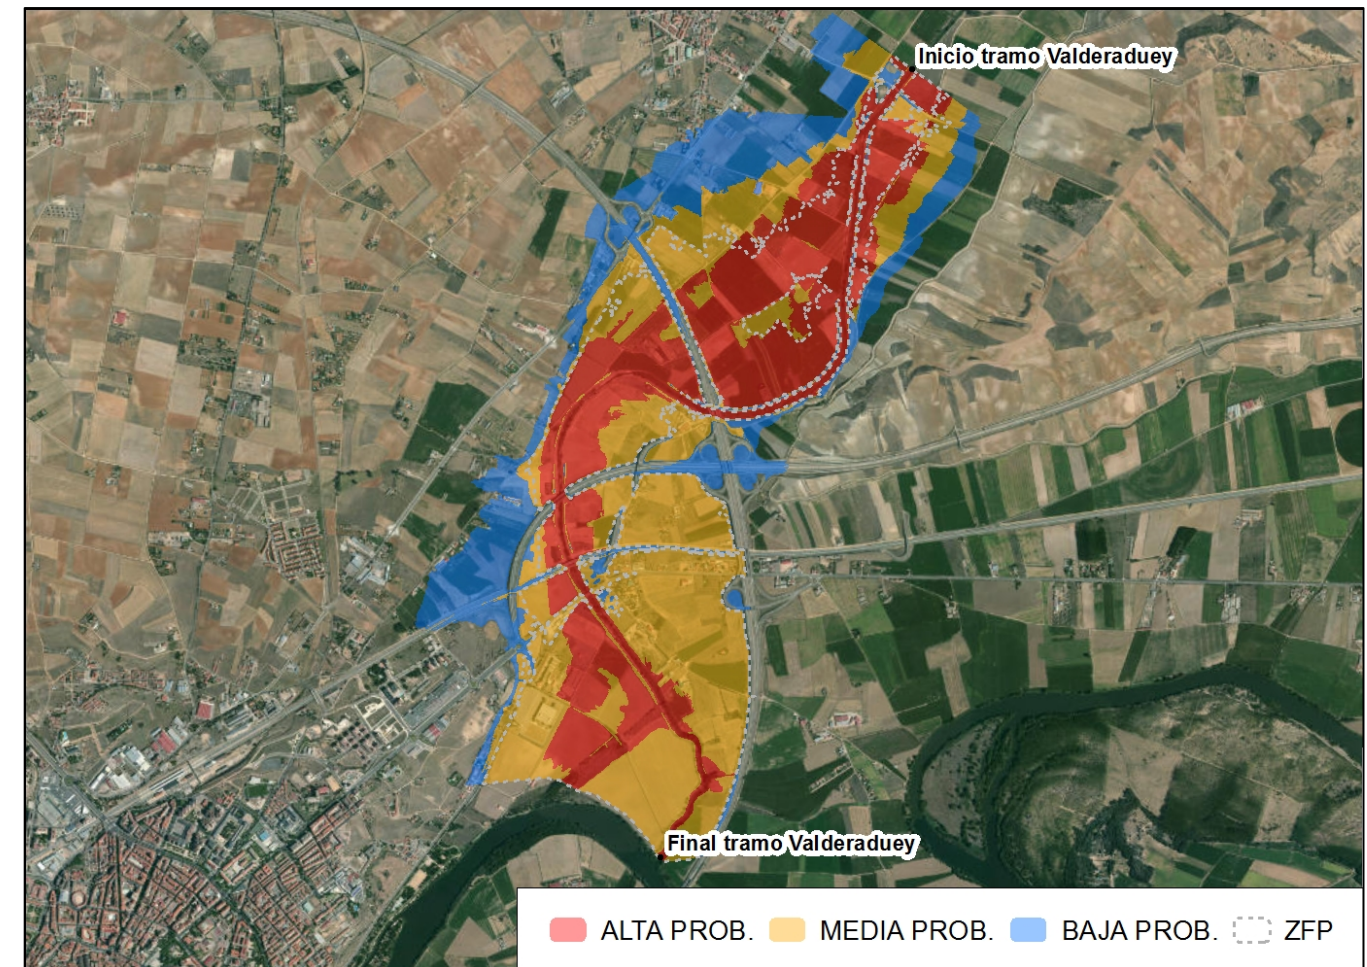 Inicio tramo Valderaduey
Final tramo Valderaduey
ALTA PROB. MEDIA PROB. BAJA PROB. ZFP